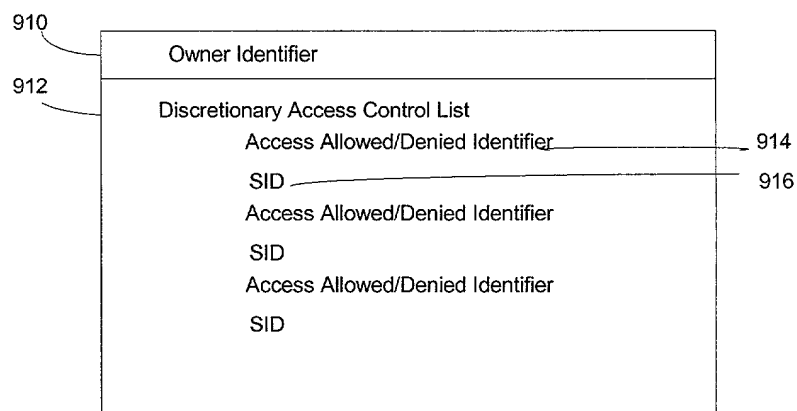 910
Owner Identifier
912
Discretionary Access Control List
Access Allowed/Denied Identifier 914
SID 916
Access Allowed/Denied Identifier
SID
Access Allowed/Denied Identifier
SID